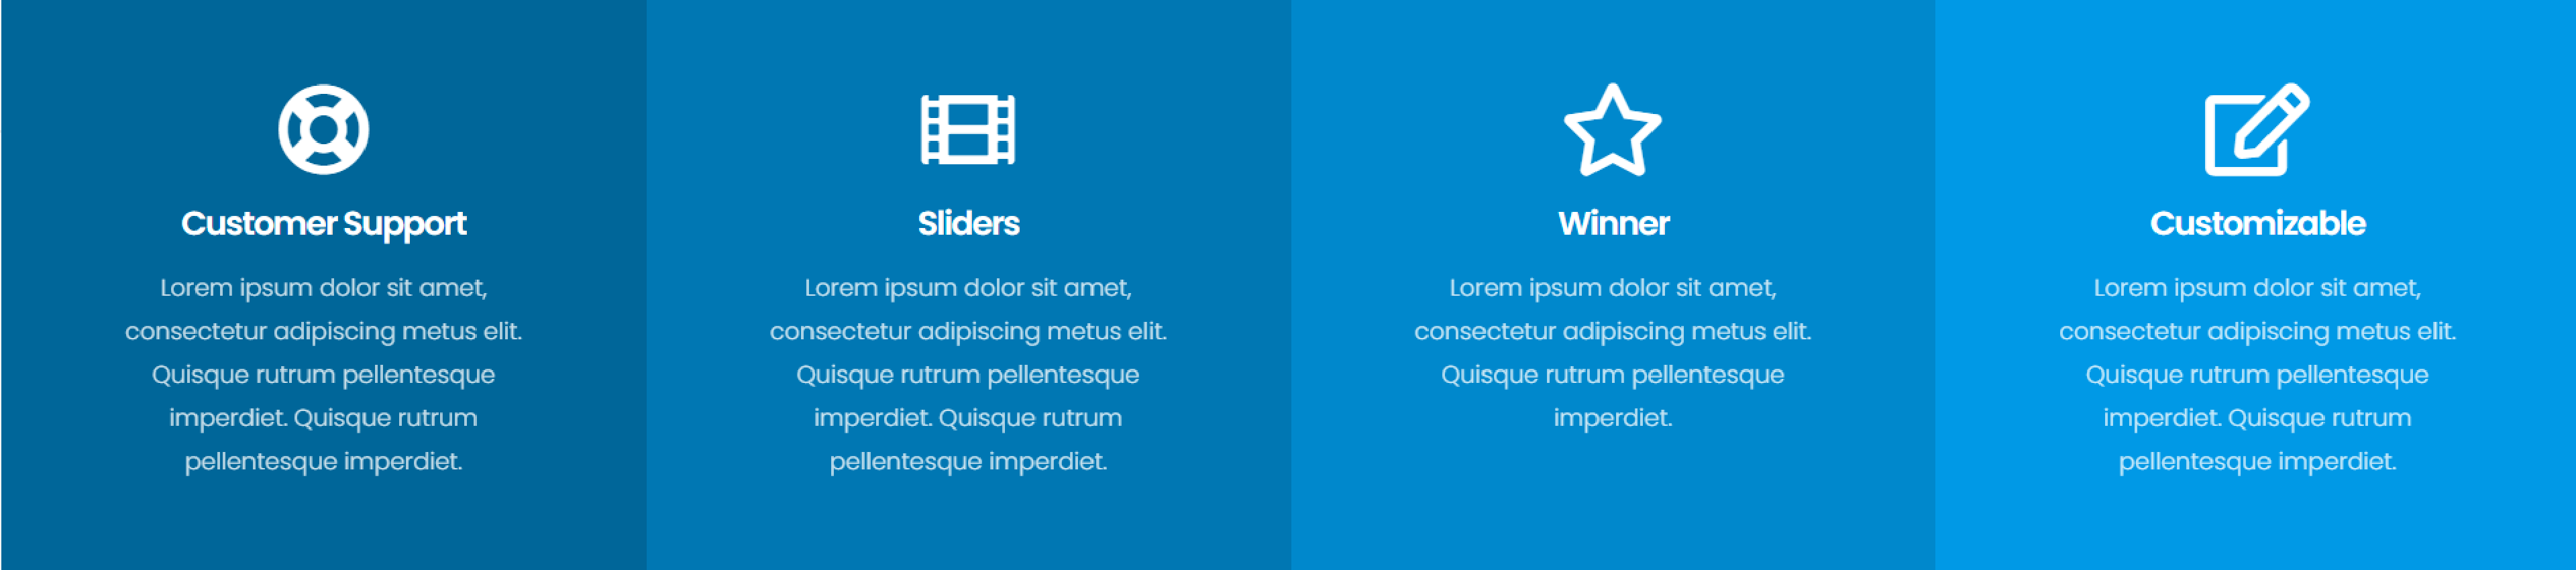 Customer Support
Lorem ipsum dolor sit amet,
consectetur adipiscing metus elit.
Quisque rutrum pellentesque
imperdiet. Quisque rutrum
pellentesque imperdiet.
Sliders
Lorem ipsum dolor sit amet,
consectetur adipiscing metus elit.
Quisque rutrum pellentesque
imperdiet. Quisque rutrum
pellentesque imperdiet.
Winner
Lorem ipsum dolor sit amet,
consectetur adipiscing metus elit.
Quisque rutrum pellentesque
imperdiet.
Customizable
Lorem ipsum dolor sit amet,
consectetur adipiscing metus elit.
Quisque rutrum pellentesque
imperdiet. Quisque rutrum
pellentesque imperdiet.